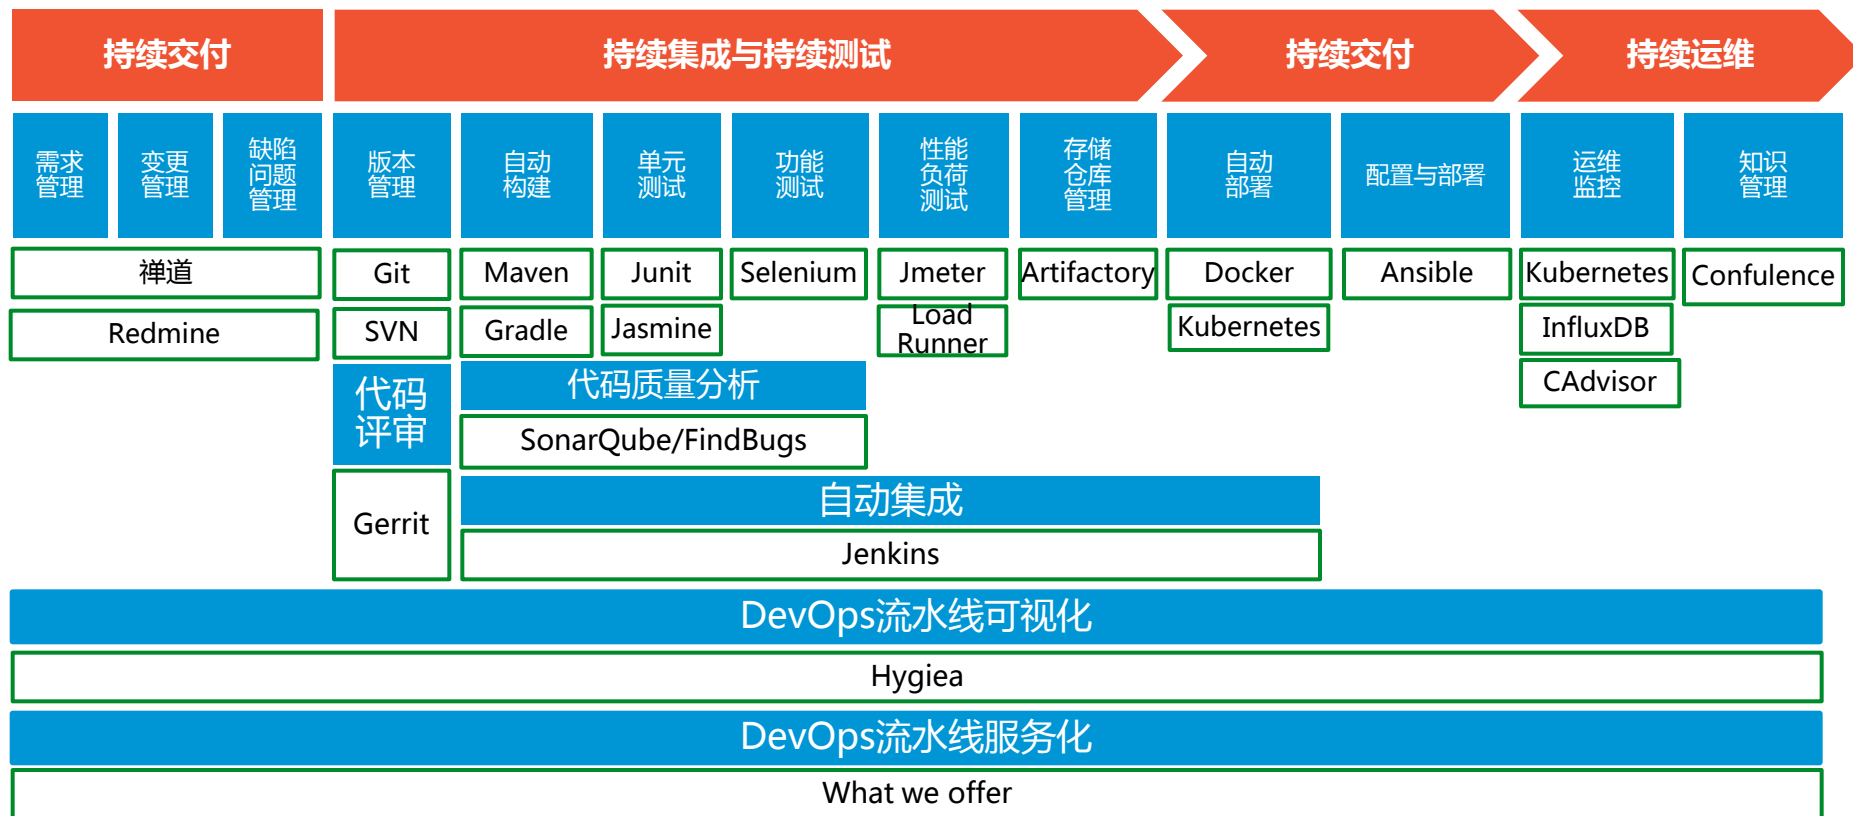 持续交付
持续集成与持续测试
持续交付
持续运维
需求
管理
变更
管理
缺陷
问题
管理
版本
管理
自动
构建
单元
测试
功能
测试
性能
负荷
测试
存储
仓库
管理
自动
部署
配置与部署
运维
监控
知识
管理
禅道
Git
Maven
Junit
Selenium
Jmeter
Artifactory
Docker
Ansible
Kubernetes
Confulence
Redmine
SVN
Gradle
Jasmine
Load
Runner
Kubernetes
InfluxDB
代码
评审
代码质量分析
CAdvisor
SonarQube/FindBugs
Gerrit
自动集成
Jenkins
DevOps流水线可视化
Hygiea
DevOps流水线服务化
What we offer